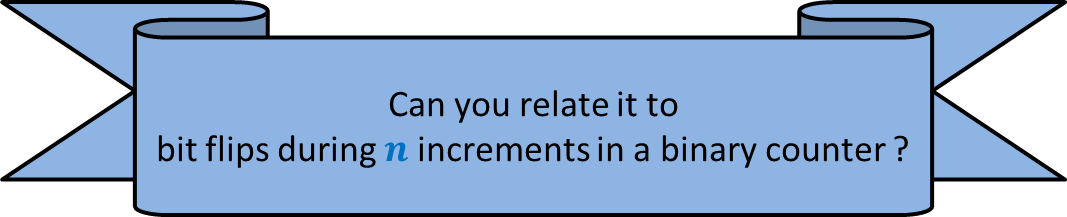 Can you relate it to
bit flips during n increments in a binary counter ?